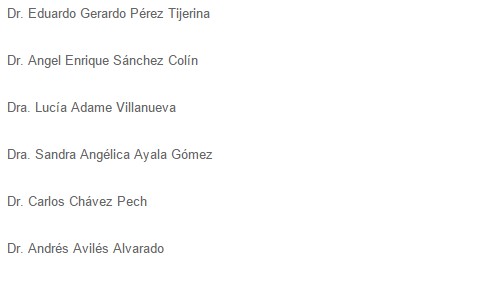 Dr. Eduardo Gerardo Pérez Tijerina
Dr. Angel Enrique Sánchez Colín
Dra. Lucía Adame Villanueva
Dra. Sandra Angélica Ayala Gómez
Dr. Carlos Chávez Pech
Dr. Andrés Avilés Alvarado